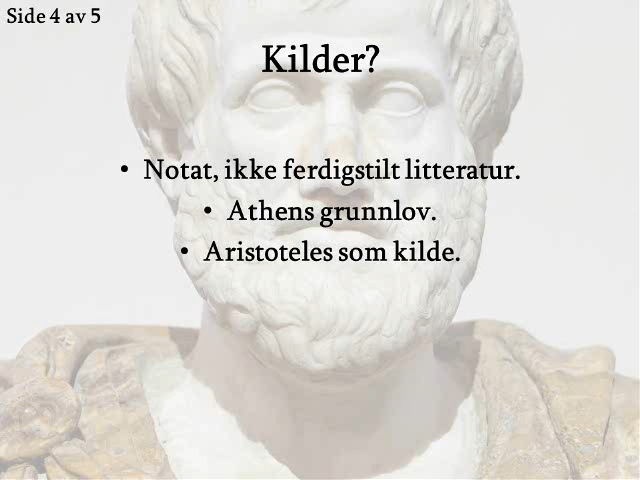 Side 4 av 5
Kilder?
• Notat, ikke ferdigstilt litteratur.
• Athens grunnlov.
• Aristoteles som kilde.